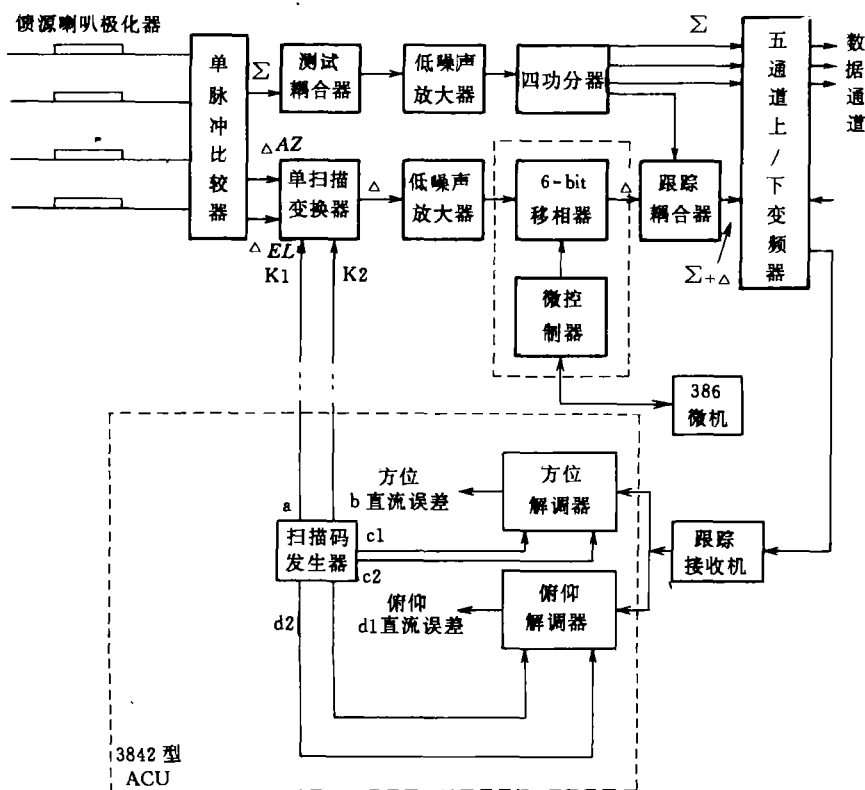 馈源喇叭极化器
单脉冲比较器
Σ
测试
耦合器
低噪声
放大器
四功分器
Σ
五通道上/下变频器
数据通道
△AZ
△EL
单扫描
变换器
△
低噪声
放大器
6-bit
移相器
△
跟踪
耦合器
Σ+△
K1
K2
微控
制器
386
微机
方位
b 直流误差
方位
解调器
a
扫描码
发生器
c1
c2
跟踪
接收机
俯仰
d1直流误差
俯仰
解调器
d2
3842 型
ACU